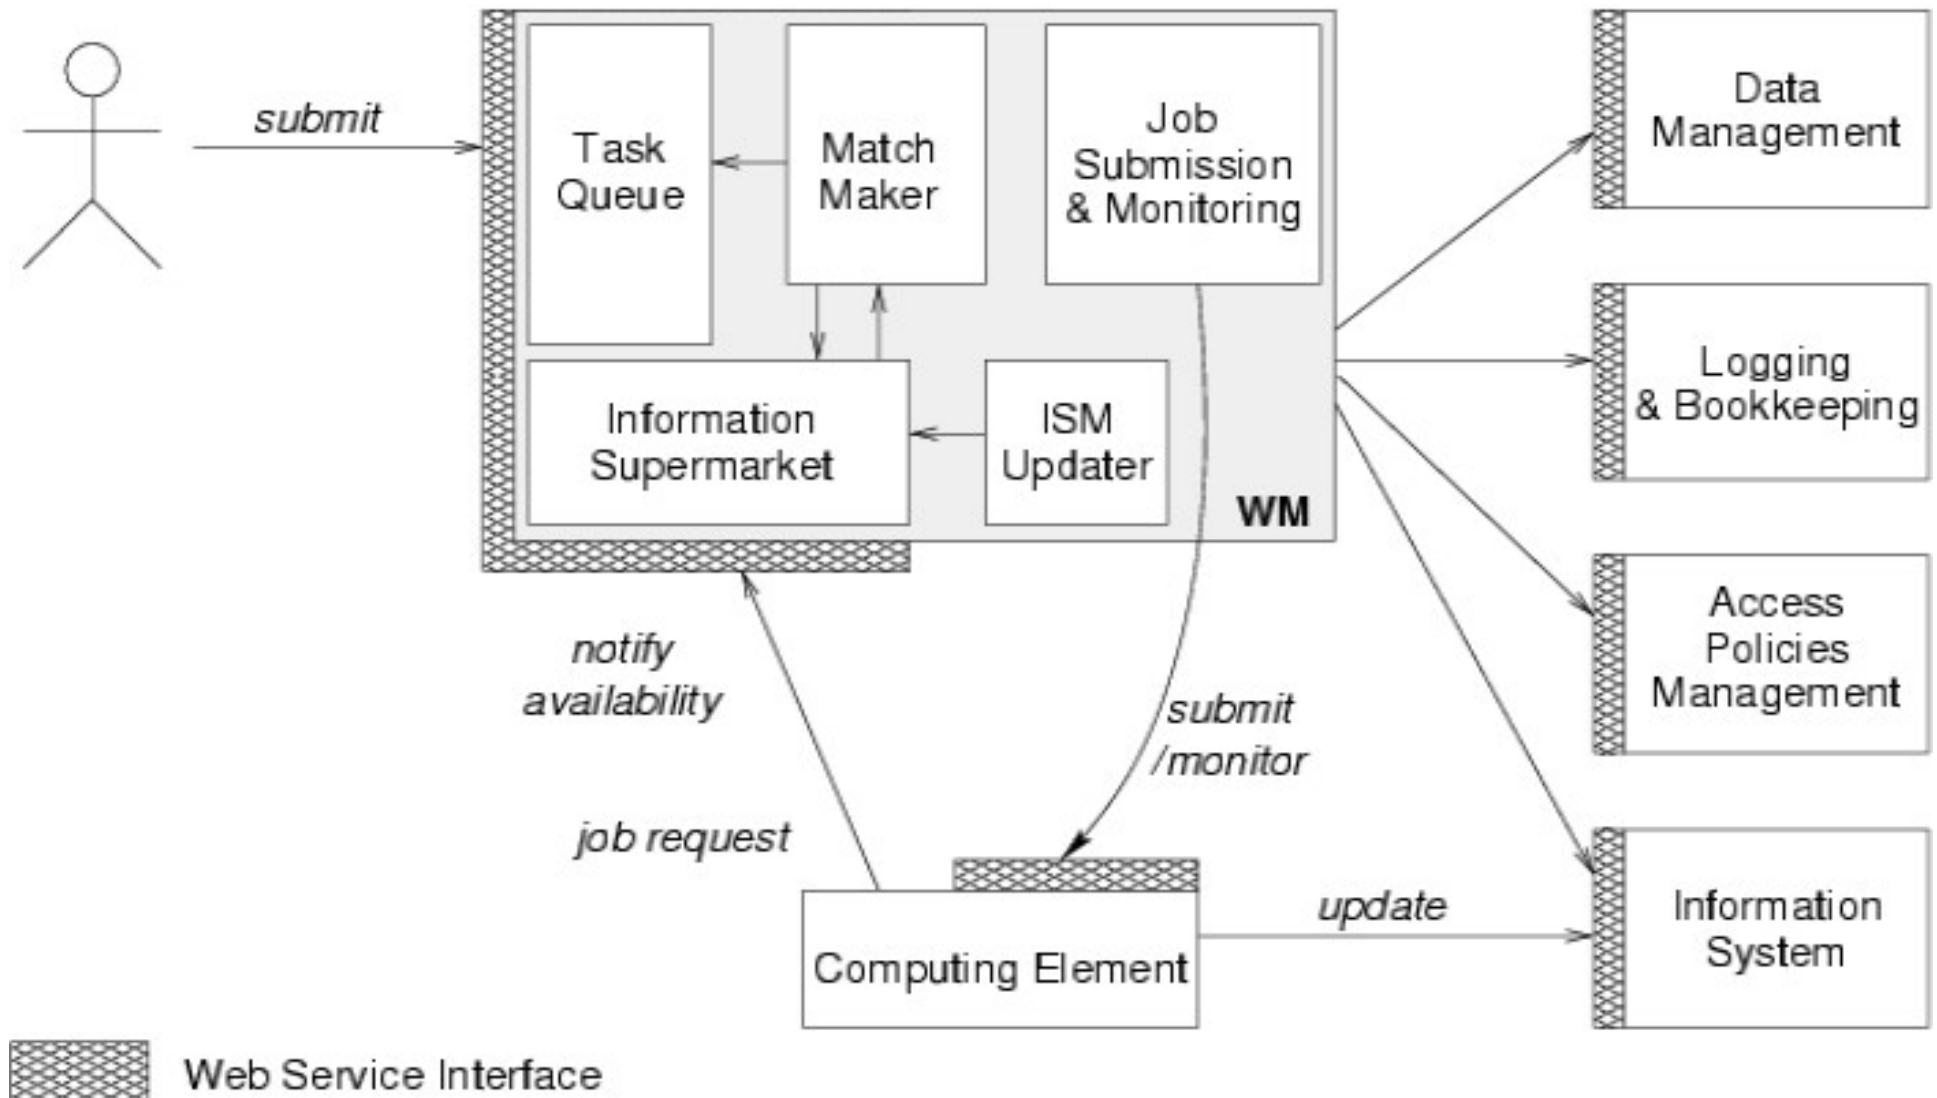 submit
Task
Queue
Match
Maker
Job
Submission
& Monitoring
Information
Supermarket
ISM
Updater
WM
Data
Management
Logging
& Bookkeeping
Access
Policies
Management
Information
System
notify
availability
job request
submit
/monitor
update
Computing Element
Web Service Interface